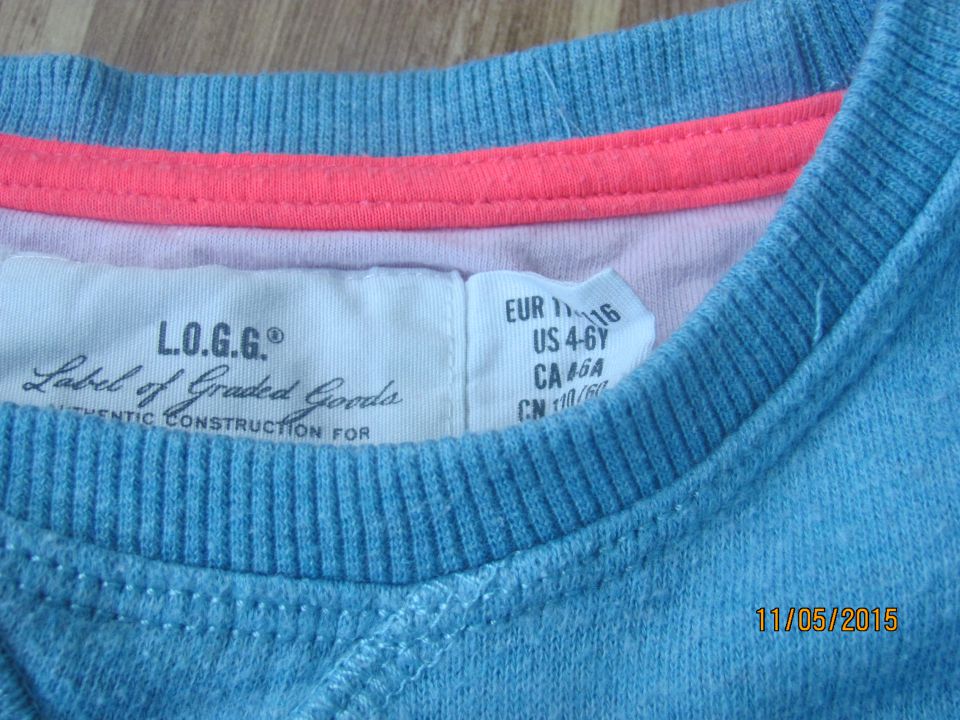 L.O.G.G.®
Label of Graded Goods
AUTHENTIC CONSTRUCTION FOR
EUR 110/116
US 4-6Y
CA 4-6A
CN 110/60
11/05/2015